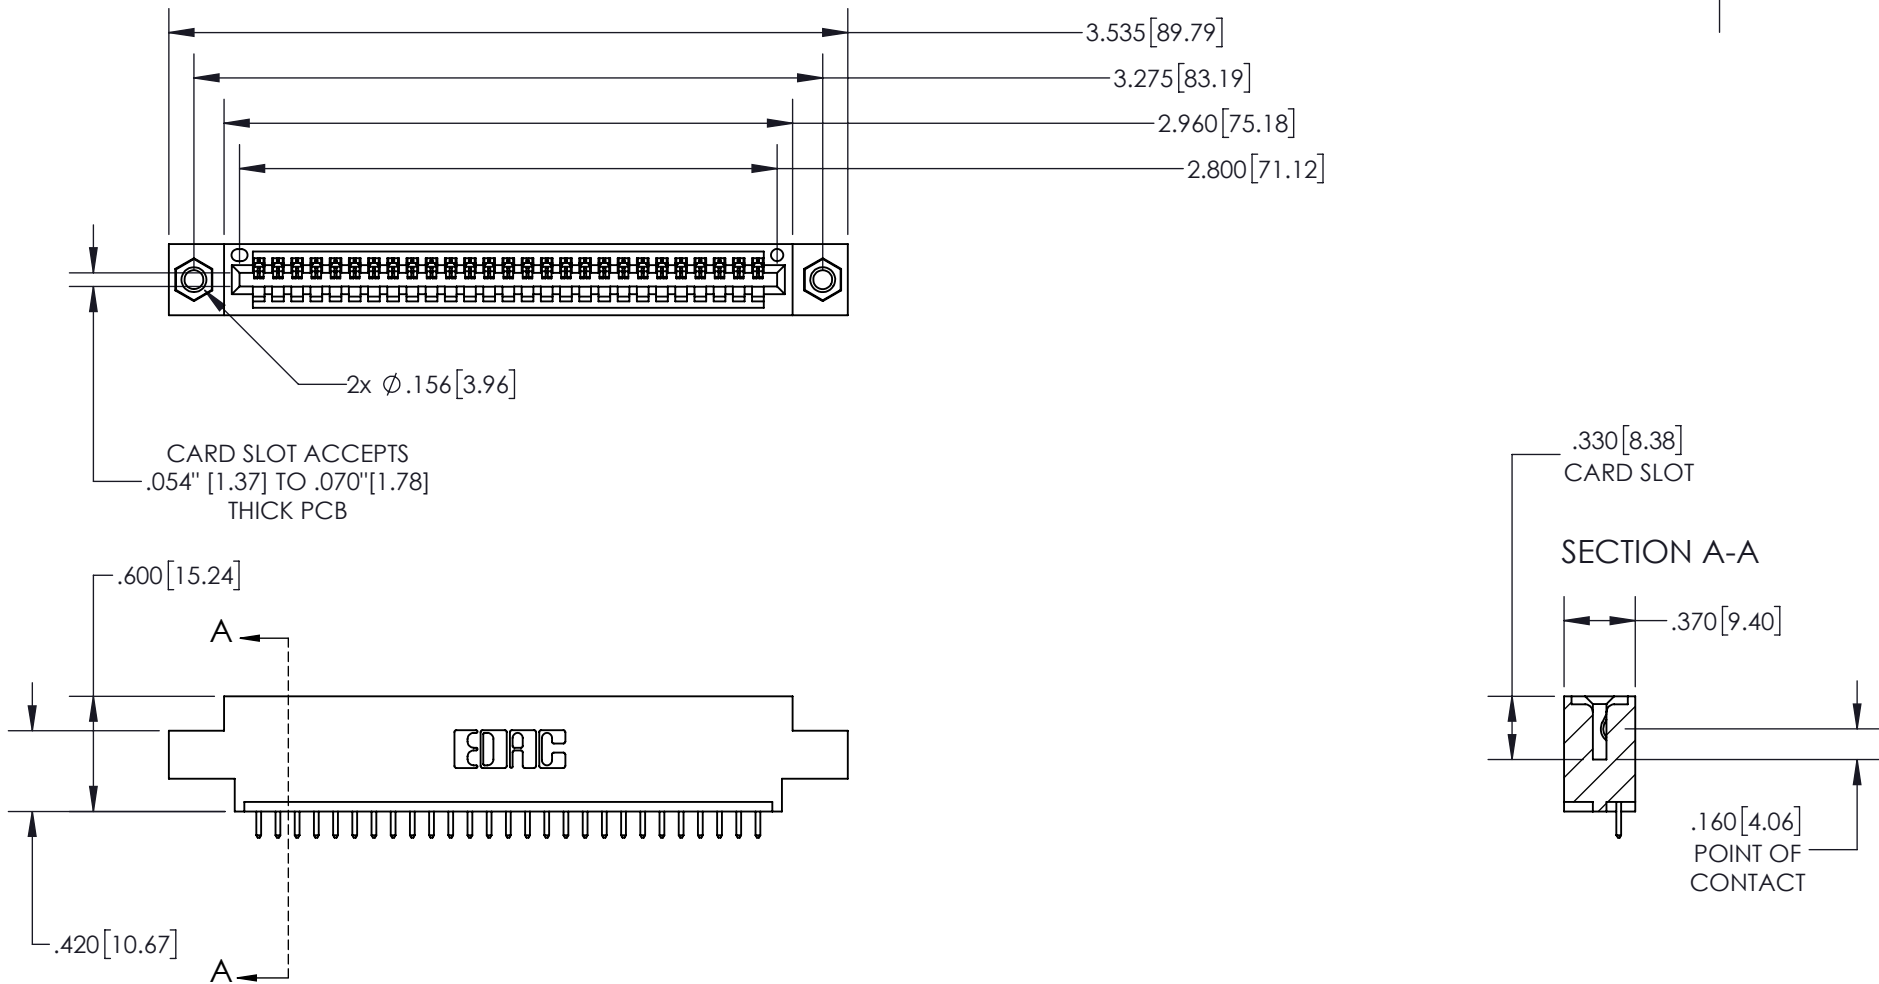 3.535[89.79]
3.275[83.19]
2.960[75.18]
2.800[71.12]
2x Ø.156[3.96]
CARD SLOT ACCEPTS
.054" [1.37] TO .070"[1.78]
THICK PCB
.330[8.38]
CARD SLOT
SECTION A-A
.600[15.24]
.370[9.40]
A
EDAC
.160[4.06]
POINT OF
CONTACT
.420[10.67]
A